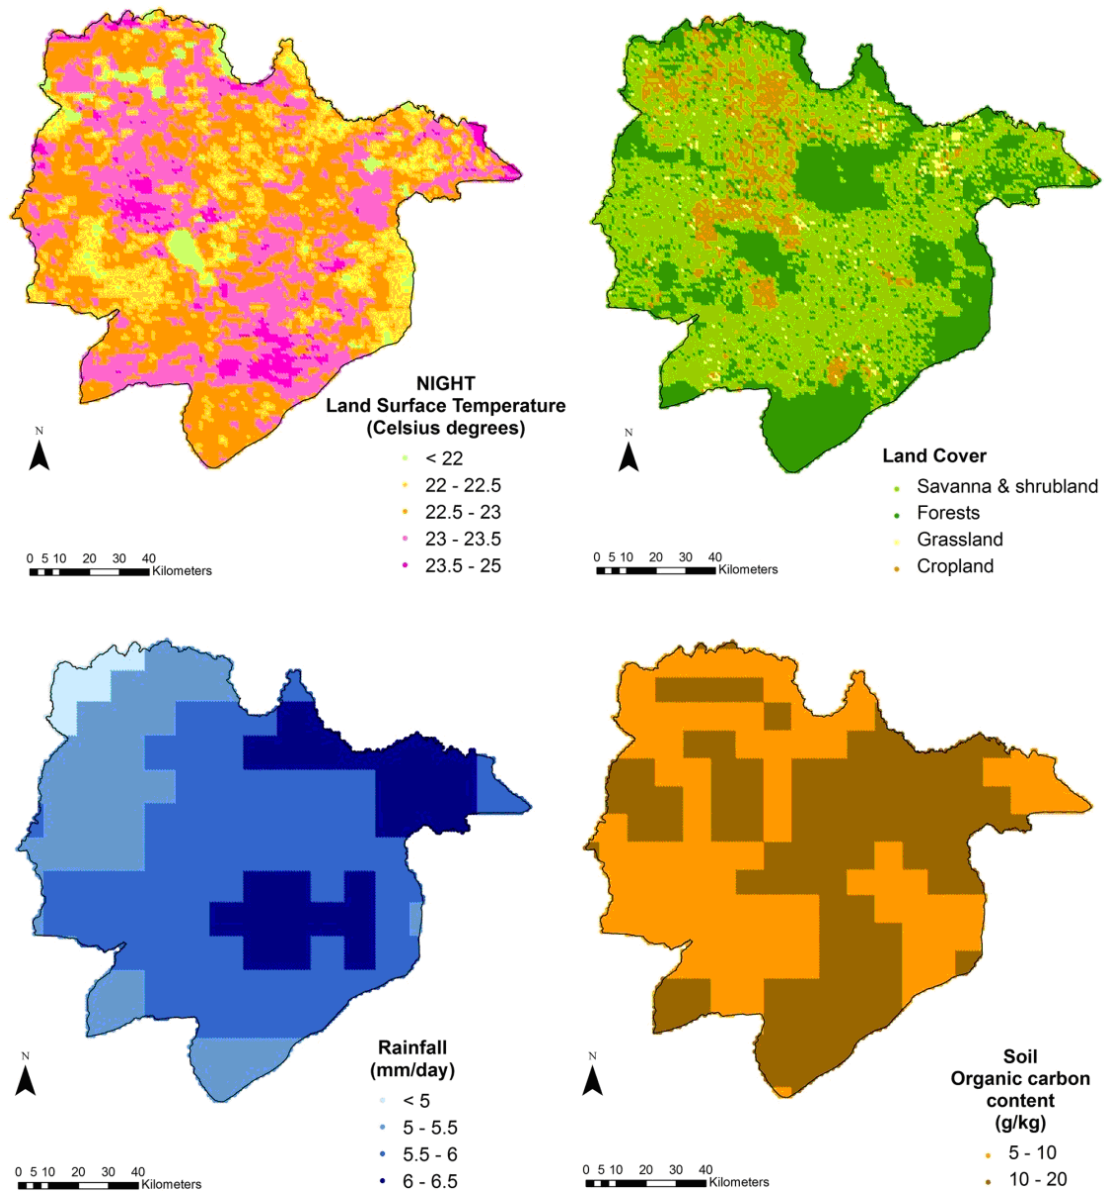 NIGHT
Land Surface Temperature
(Celsius degrees)
< 22
22 - 22.5
22.5 - 23
23 - 23.5
23.5 - 25
N
0 5 10 20 30 40
Kilometers
Land Cover
Savanna & shrubland
Forests
Grassland
Cropland
N
0 5 10 20 30 40
Kilometers
Rainfall
(mm/day)
< 5
5 - 5.5
5.5 - 6
6 - 6.5
N
0 5 10 20 30 40
Kilometers
Soil
Organic carbon
content
(g/kg)
5 - 10
10 - 20
N
0 5 10 20 30 40
Kilometers